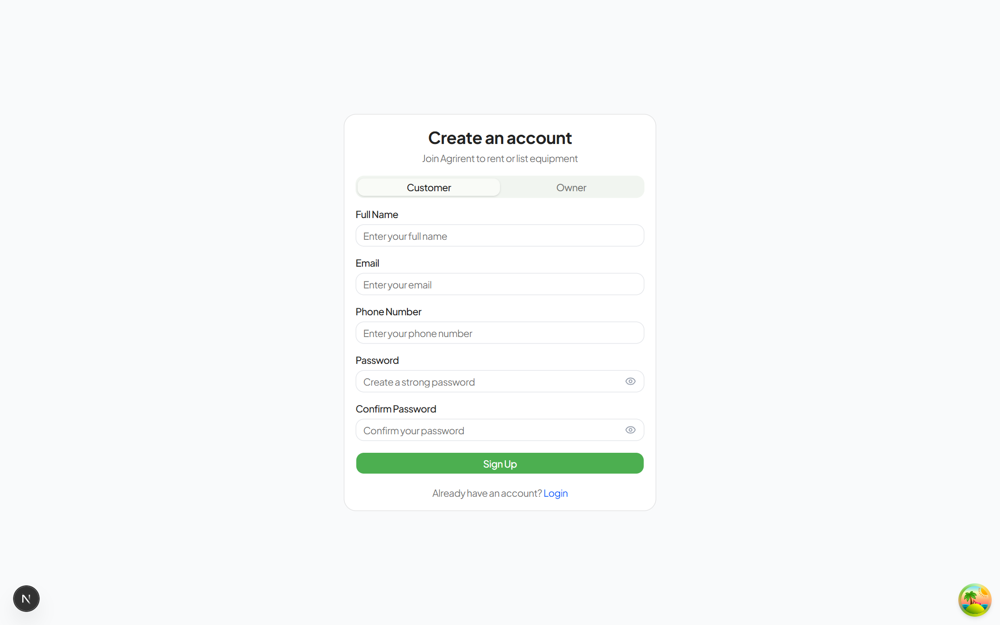 Create an account
Join Agrirent to rent or list equipment
Customer
Owner
Full Name
Enter your full name
Email
Enter your email
Phone Number
Enter your phone number
Password
Create a strong password
Confirm Password
Confirm your password
Sign Up
Already have an account? Login
N